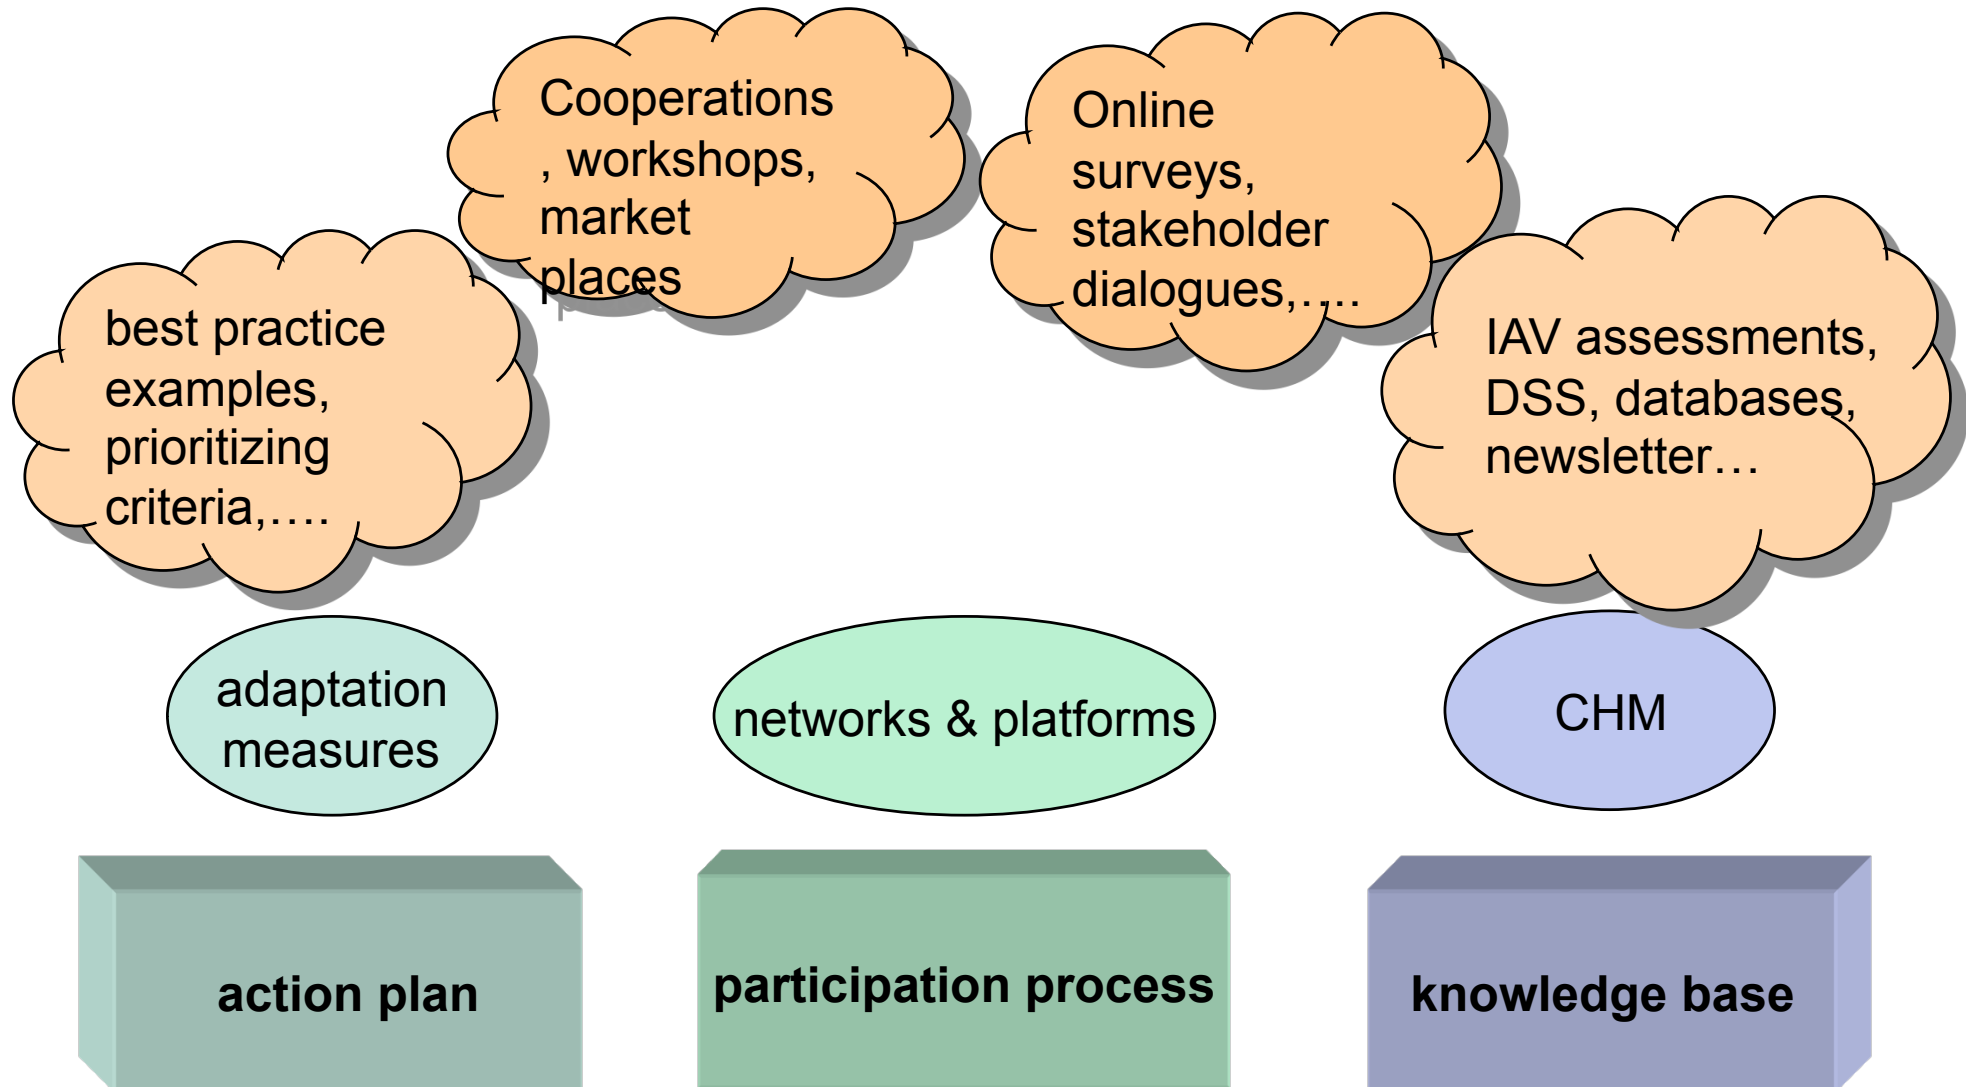 Cooperations
, workshops,
market
places
Online
surveys,
stakeholder
dialogues,….
best practice
examples,
prioritizing
criteria,….
IAV assessments,
DSS, databases,
newsletter…
adaptation
measures
networks & platforms
CHM
action plan
participation process
knowledge base